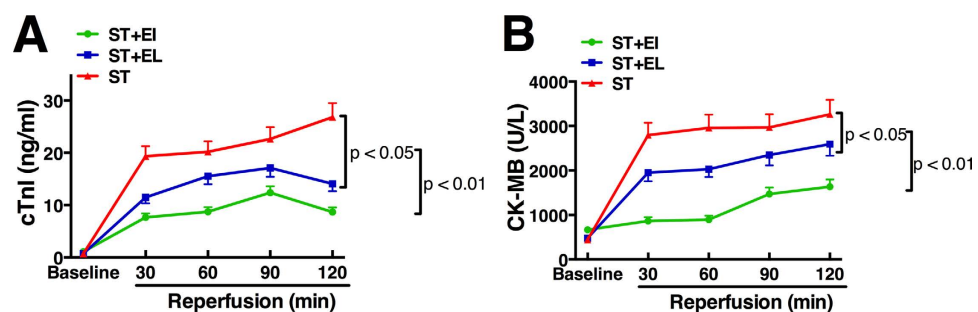 A
ST+EI
ST+EL
ST
cTnI (ng/ml)
30
20
10
0
Baseline
30
60
90
120
Reperfusion (min)
p < 0.05
p < 0.01
B
ST+EI
ST+EL
ST
CK-MB (U/L)
4000
3000
2000
1000
0
Baseline
30
60
90
120
Reperfusion (min)
p < 0.05
p < 0.01